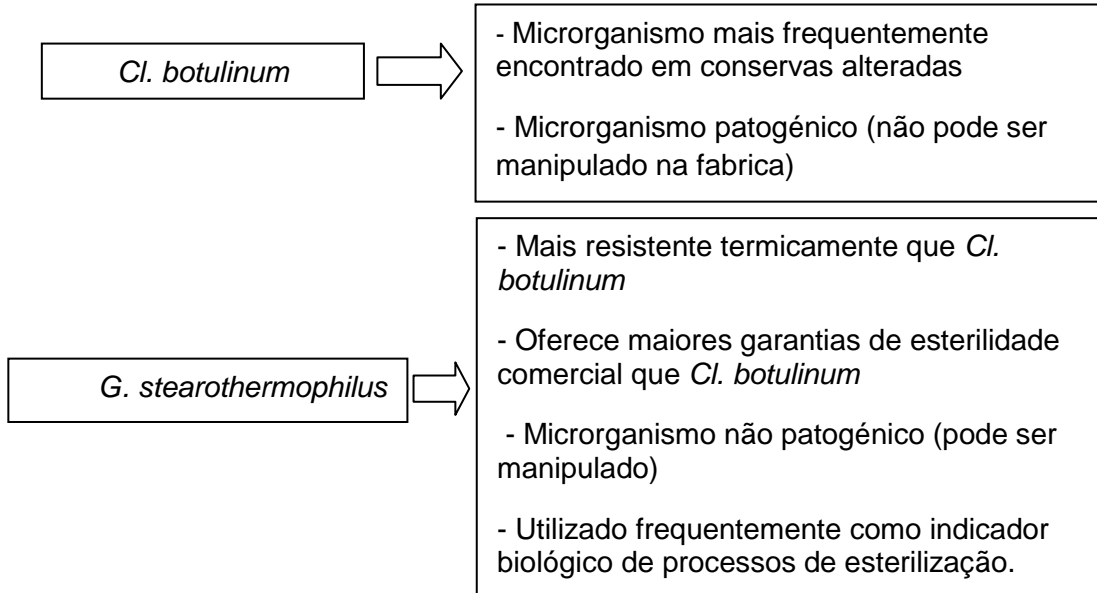 Cl. botulinum
- Microrganismo mais frequentemente
encontrado em conservas alteradas
- Microrganismo patogénico (não pode ser
manipulado na fabrica)
G. stearothermophilus
- Mais resistente termicamente que Cl.
botulinum
- Oferece maiores garantias de esterilidade
comercial que Cl. botulinum
- Microrganismo não patogénico (pode ser
manipulado)
- Utilizado frequentemente como indicador
biológico de processos de esterilização.